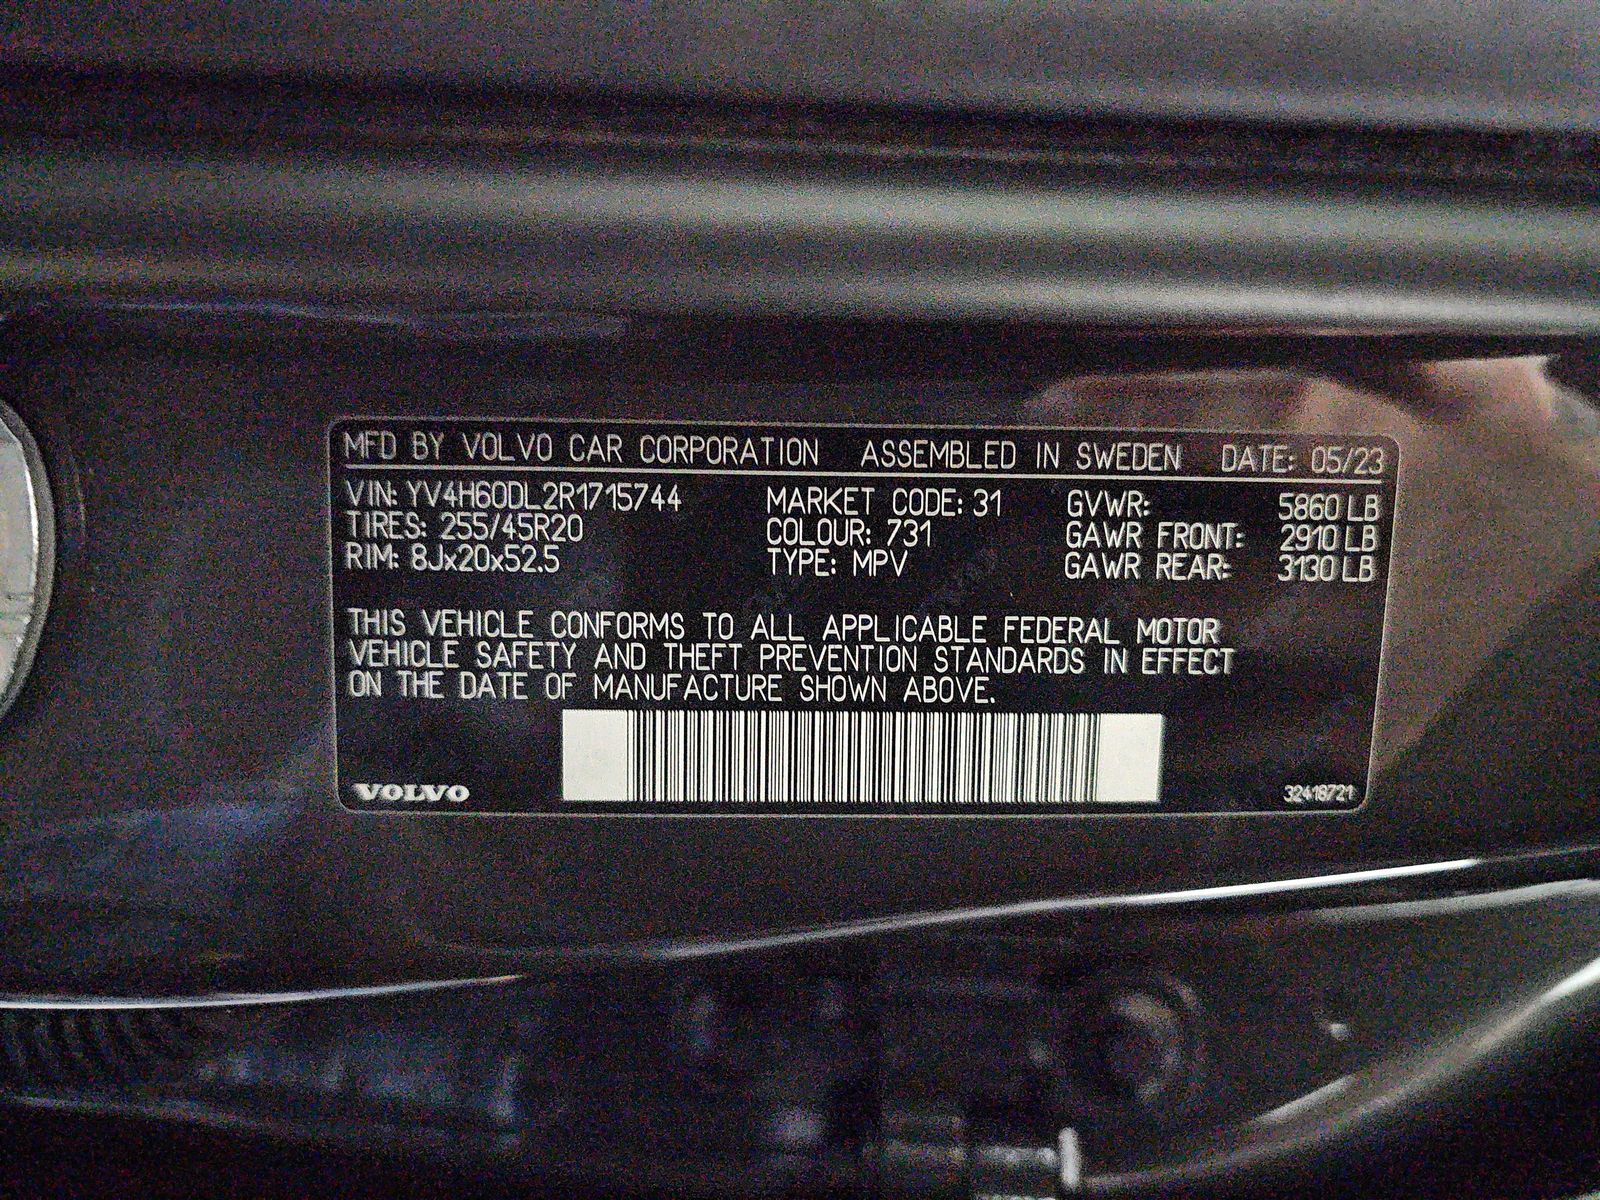 MFD BY VOLVO CAR CORPORATION ASSEMBLED IN SWEDEN DATE: 05/23
VIN: YV4H60DL2R1715744 MARKET CODE: 31 GVWR: 5860 LB
TIRES: 255/45R20 COLOUR: 731 GAWR FRONT: 2910 LB
RIM: 8Jx20x52.5 TYPE: MPV GAWR REAR: 3130 LB
THIS VEHICLE CONFORMS TO ALL APPLICABLE FEDERAL MOTOR
VEHICLE SAFETY AND THEFT PREVENTION STANDARDS IN EFFECT
ON THE DATE OF MANUFACTURE SHOWN ABOVE.
VOLVO 32418721